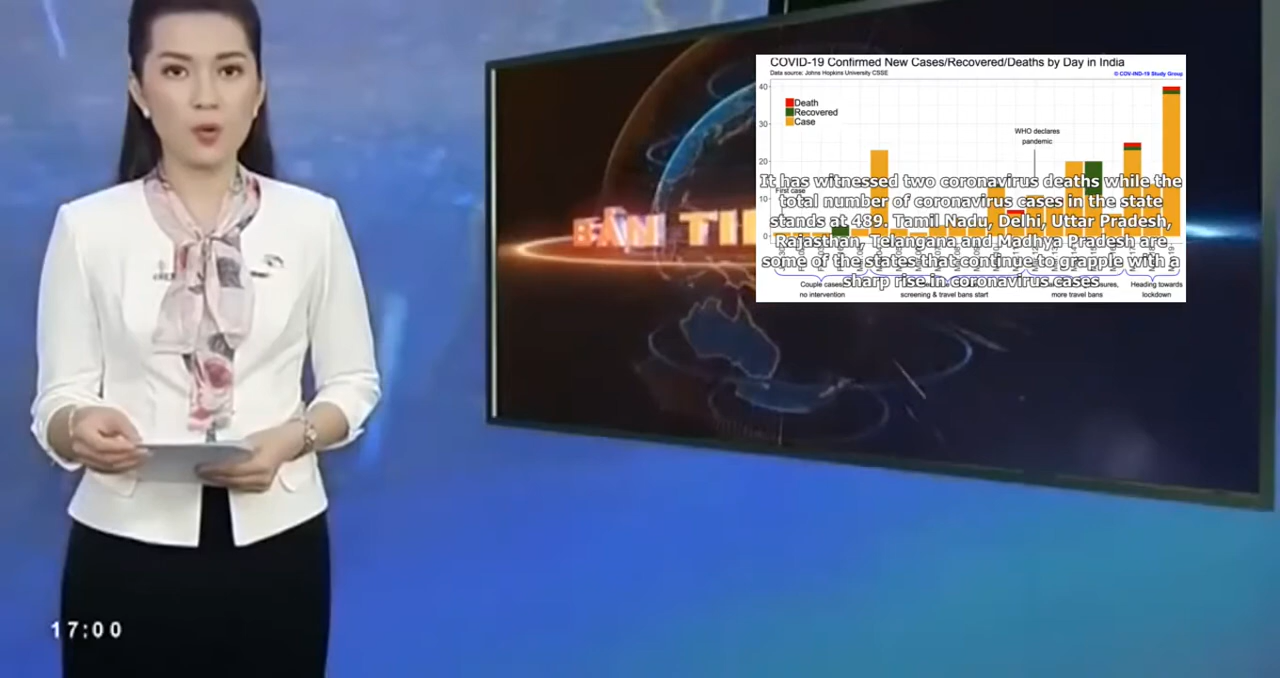 COVID-19 Confirmed New Cases/Recovered/Deaths by Day in India
Data source: Johns Hopkins University CSSE
© COV-IND-19 Study Group
40
Death
Recovered
Case
30
WHO declares
pandemic
20
It has witnessed two coronavirus deaths while the
First case
total number of coronavirus cases in the state
10
stands at 489. Tamil Nadu, Delhi, Uttar Pradesh,
BẢN
0
Rajasthan, Telangana and Madhya Pradesh are
some of the states that continue to grapple with a
sharp rise in coronavirus cases
Couple cases
no intervention
screening & travel bans start
more travel bans
Heading towards
lockdown
17:00